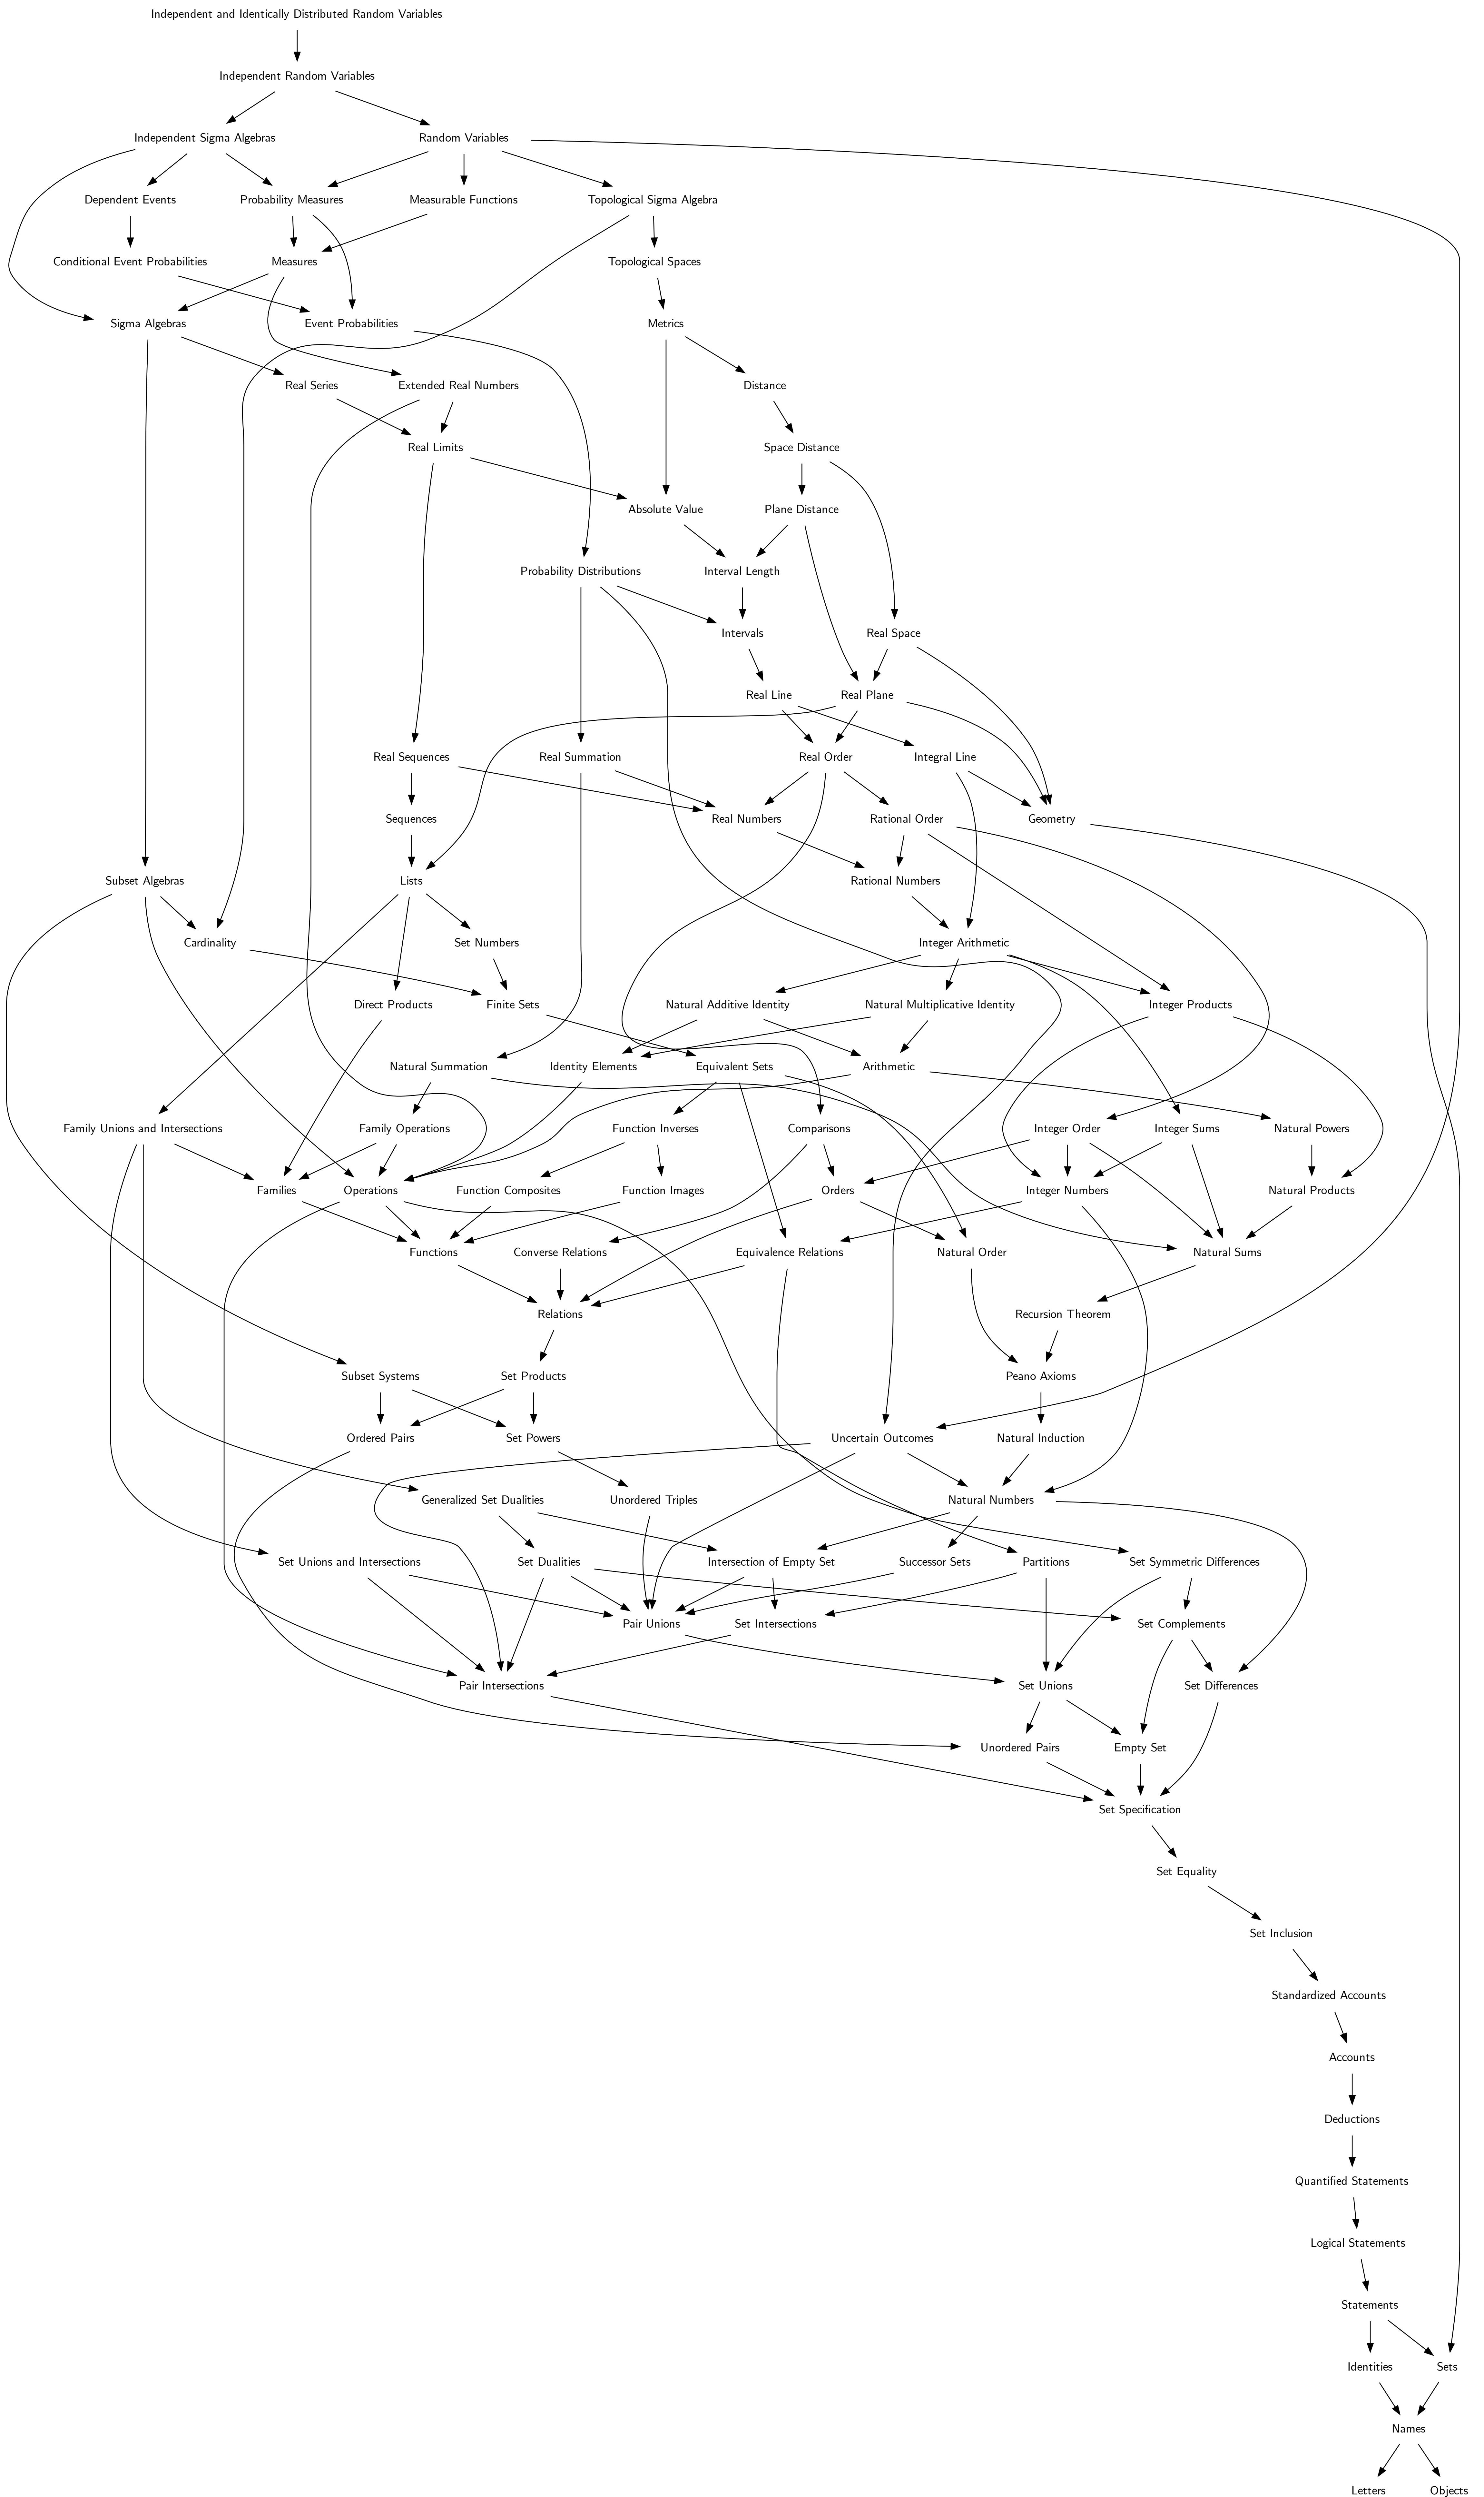 Independent and Identically Distributed Random Variables
Independent Random Variables
Independent Sigma Algebras
Random Variables
Dependent Events
Probability Measures
Measurable Functions
Topological Sigma Algebra
Conditional Event Probabilities
Measures
Topological Spaces
Sigma Algebras
Event Probabilities
Metrics
Real Series
Extended Real Numbers
Distance
Real Limits
Space Distance
Absolute Value
Plane Distance
Probability Distributions
Interval Length
Intervals
Real Space
Real Line
Real Plane
Real Sequences
Real Summation
Real Order
Integral Line
Sequences
Real Numbers
Rational Order
Geometry
Subset Algebras
Lists
Rational Numbers
Cardinality
Set Numbers
Integer Arithmetic
Direct Products
Finite Sets
Natural Additive Identity
Natural Multiplicative Identity
Integer Products
Natural Summation
Identity Elements
Equivalent Sets
Arithmetic
Family Unions and Intersections
Family Operations
Function Inverses
Comparisons
Integer Order
Integer Sums
Natural Powers
Families
Operations
Function Composites
Function Images
Orders
Integer Numbers
Natural Products
Functions
Converse Relations
Equivalence Relations
Natural Order
Natural Sums
Relations
Recursion Theorem
Subset Systems
Set Products
Peano Axioms
Ordered Pairs
Set Powers
Uncertain Outcomes
Natural Induction
Generalized Set Dualities
Unordered Triples
Natural Numbers
Set Unions and Intersections
Set Dualities
Intersection of Empty Set
Successor Sets
Partitions
Set Symmetric Differences
Pair Unions
Set Intersections
Set Complements
Pair Intersections
Set Unions
Set Differences
Unordered Pairs
Empty Set
Set Specification
Set Equality
Set Inclusion
Standardized Accounts
Accounts
Deductions
Quantified Statements
Logical Statements
Statements
Identities
Sets
Names
Letters
Objects